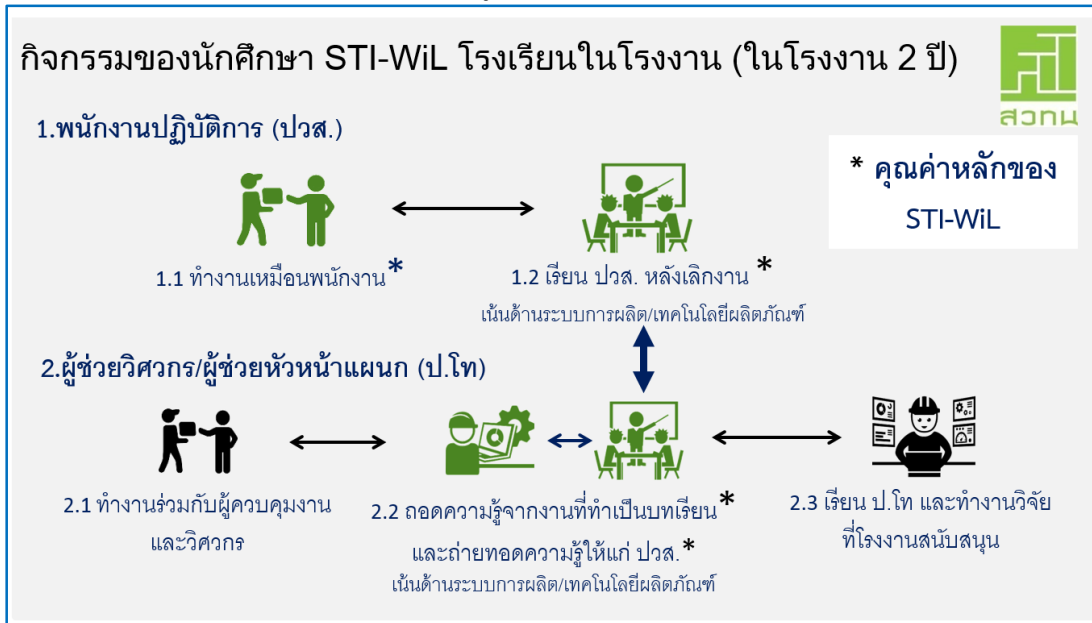 กิจกรรมของนักศึกษา STI-WiL โรงเรียนในโรงงาน (ในโรงงาน 2 ปี)
สวทน
1.พนักงานปฏิบัติการ (ปวส.)
* คุณค่าหลักของ
STI-WiL
1.1 ทำงานเหมือนพนักงาน*
1.2 เรียน ปวส. หลังเลิกงาน *
เน้นด้านระบบการผลิต/เทคโนโลยีผลิตภัณฑ์
2.ผู้ช่วยวิศวกร/ผู้ช่วยหัวหน้าแผนก (ป.โท)
2.1 ทำงานร่วมกับผู้ควบคุมงาน
และวิศวกร
2.2 ถอดความรู้จากงานที่ทำเป็นบทเรียน*
และถ่ายทอดความรู้ให้แก่ ปวส.*
เน้นด้านระบบการผลิต/เทคโนโลยีผลิตภัณฑ์
2.3 เรียน ป.โท และทำงานวิจัย
ที่โรงงานสนับสนุน